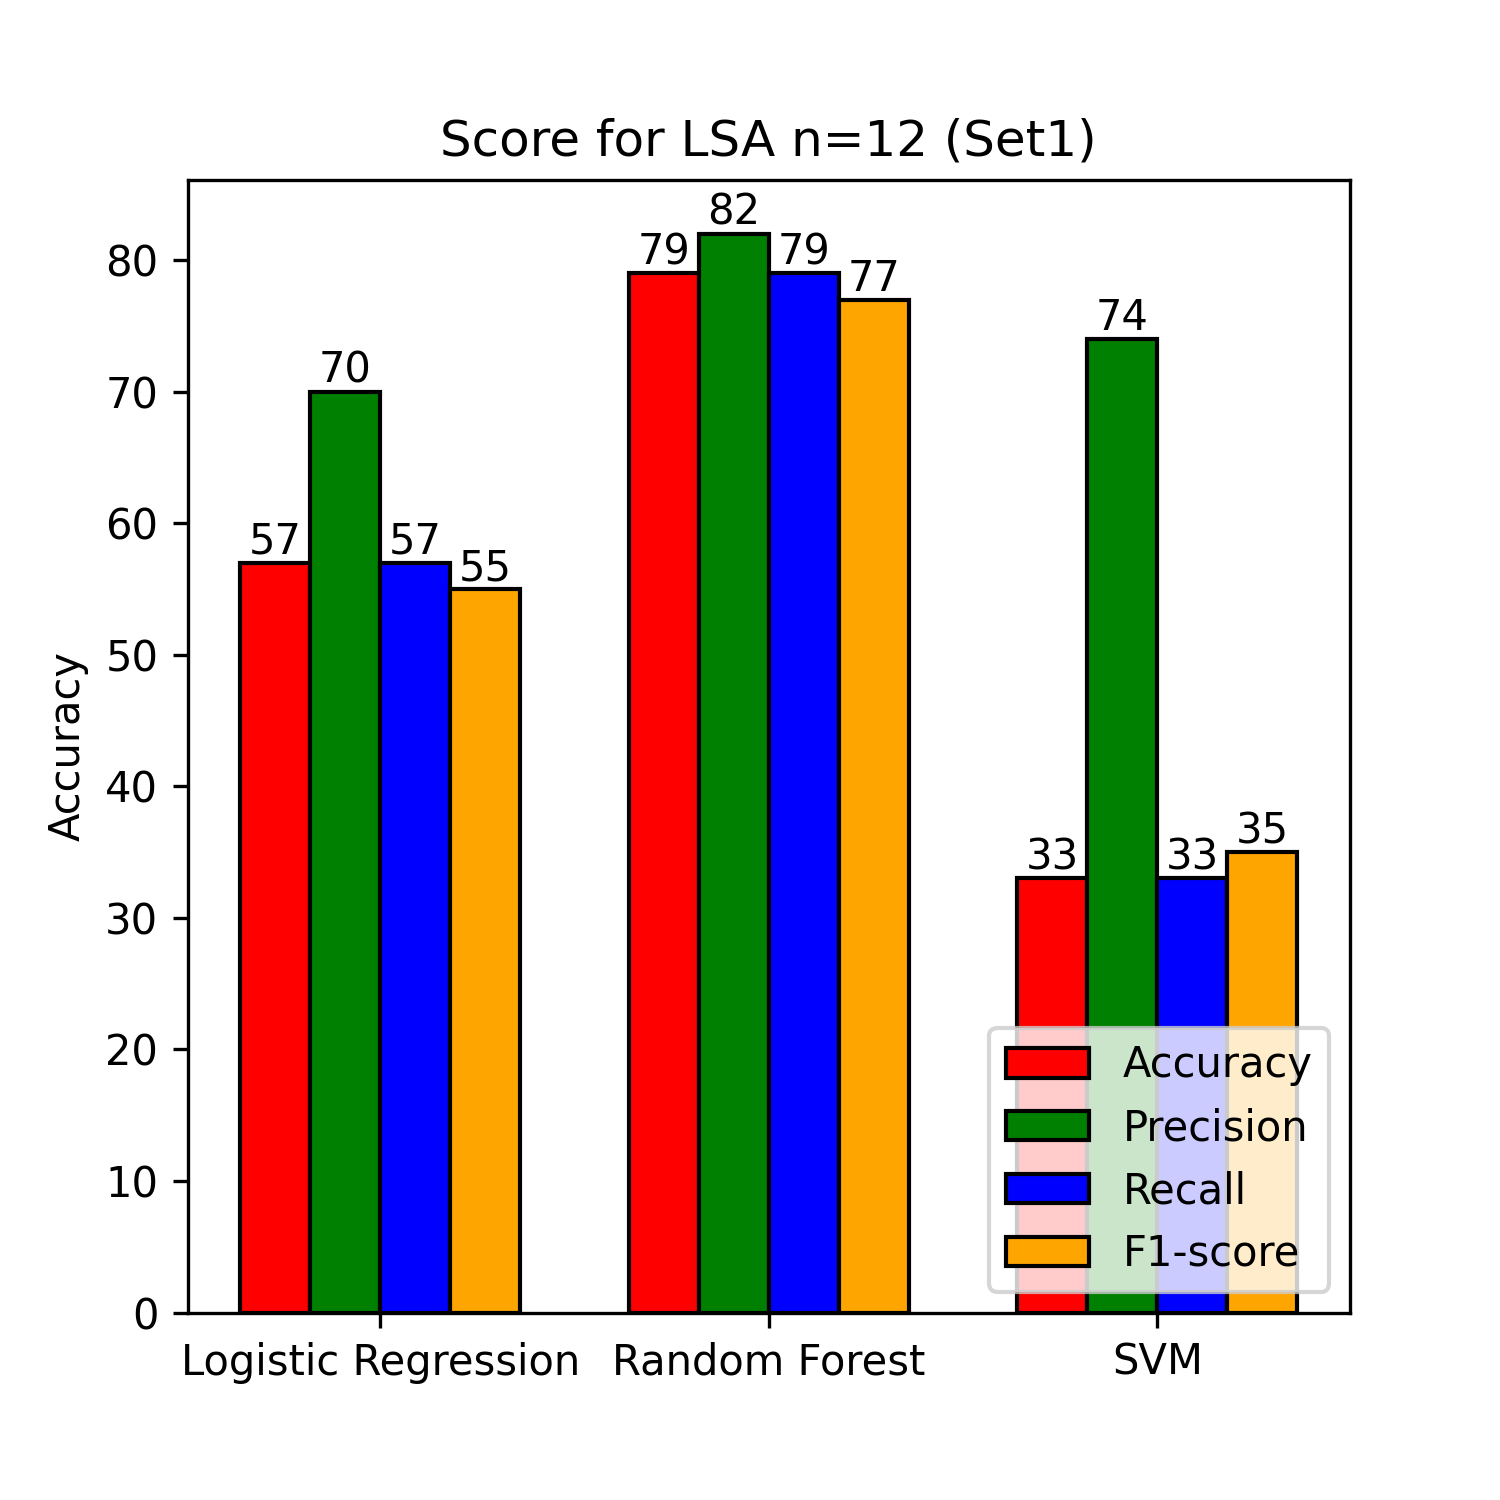 Score for LSA n=12 (Set1)
Accuracy
80
70
60
50
40
30
20
10
0
57
70
57
55
79
82
79
77
33
74
33
35
Accuracy
Precision
Recall
F1-score
Logistic Regression
Random Forest
SVM